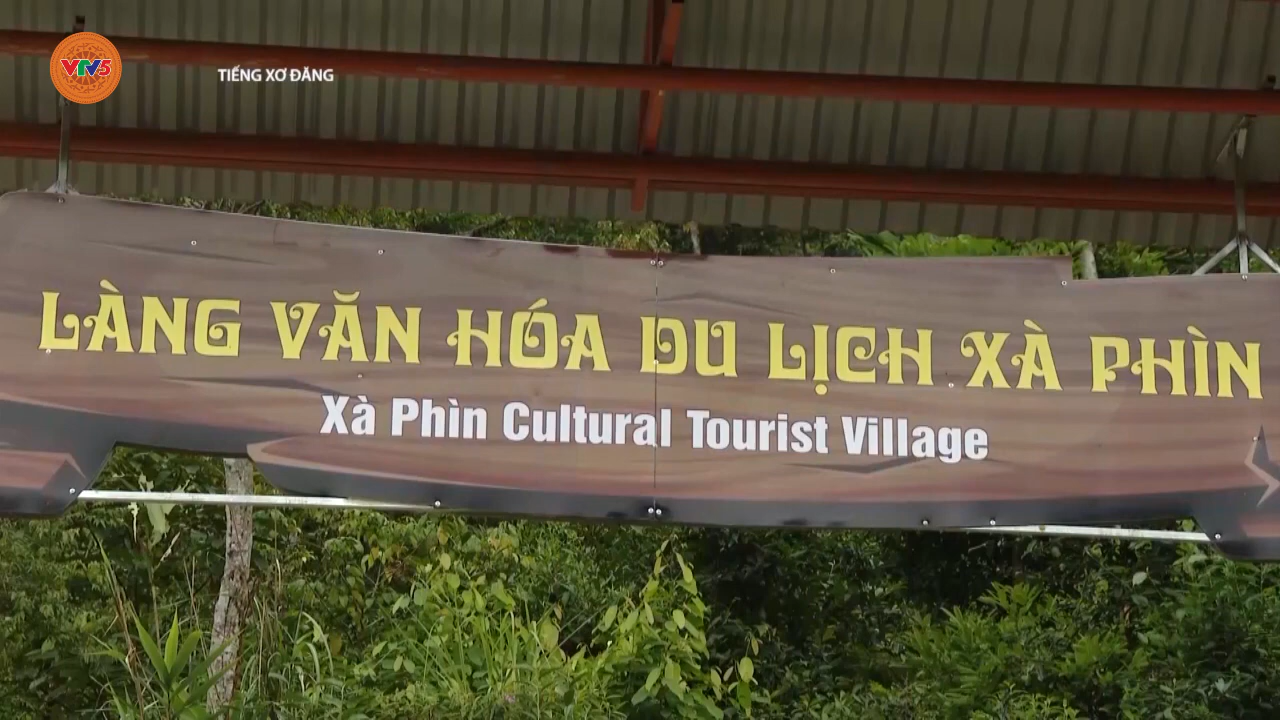 VTV5
TIẾNG XƠ ĐĂNG
LÀNG VĂN HÓA DU LỊCH XÀ PHÌN
Xà Phìn Cultural Tourist Village